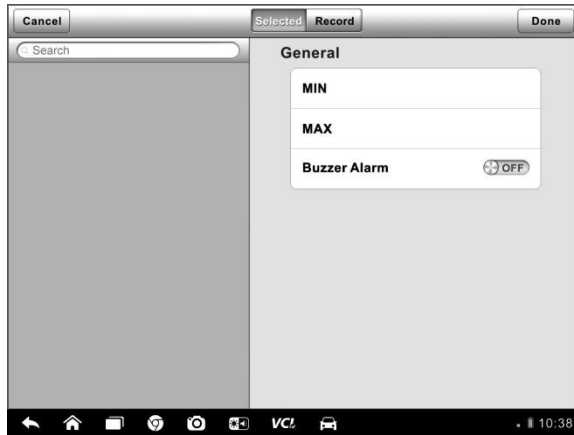 Cancel
Selected Record
Done
Search
General
MIN
MAX
Buzzer Alarm OFF
VCI
10:38